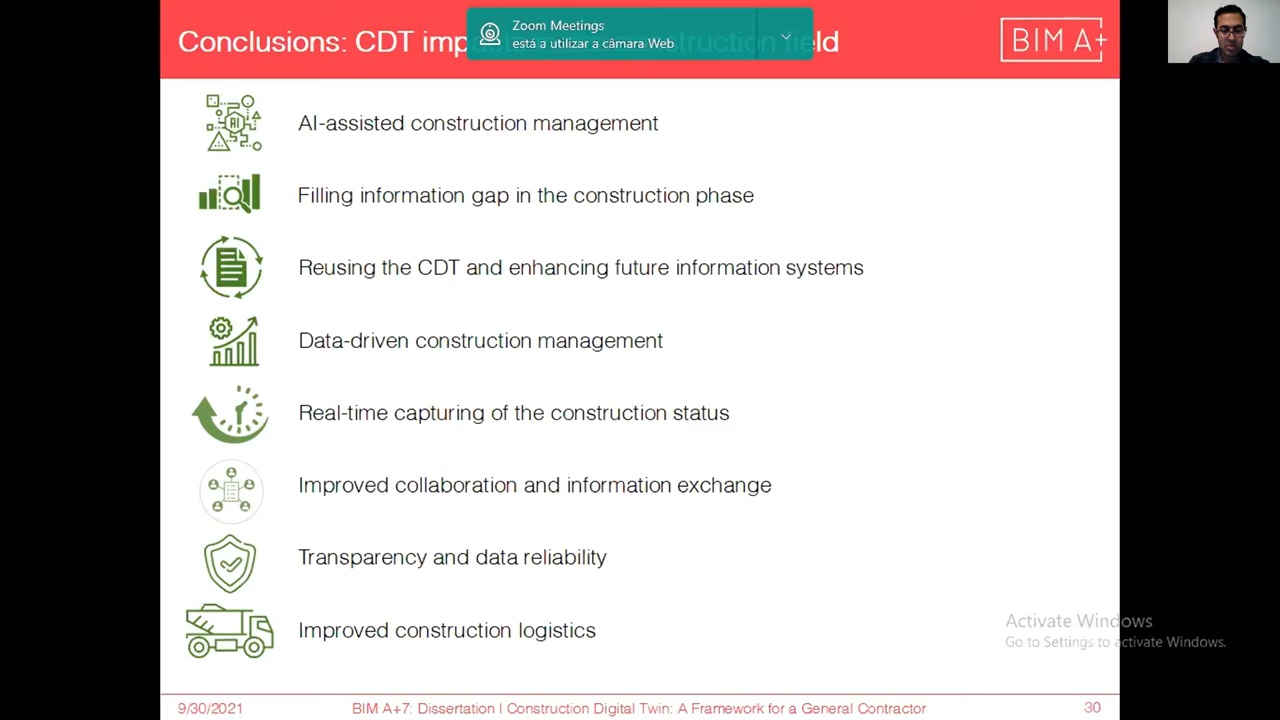 Zoom Meetings
está a utilizar a câmara Web
Conclusions: CDT field
BIM A+
AI
AI-assisted construction management
Filling information gap in the construction phase
Reusing the CDT and enhancing future information systems
Data-driven construction management
Real-time capturing of the construction status
Improved collaboration and information exchange
Transparency and data reliability
Improved construction logistics
Activate Windows
Go to Settings to activate Windows.
9/30/2021
BIM A+7: Dissertation I Construction Digital Twin: A Framework for a General Contractor
30